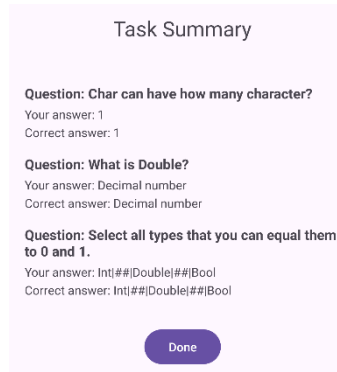 Task Summary
Question: Char can have how many character?
Your answer: 1
Correct answer: 1
Question: What is Double?
Your answer: Decimal number
Correct answer: Decimal number
Question: Select all types that you can equal them
to 0 and 1.
Your answer: Int|##|Double|##|Bool
Correct answer: Int|##|Double|##|Bool
Done